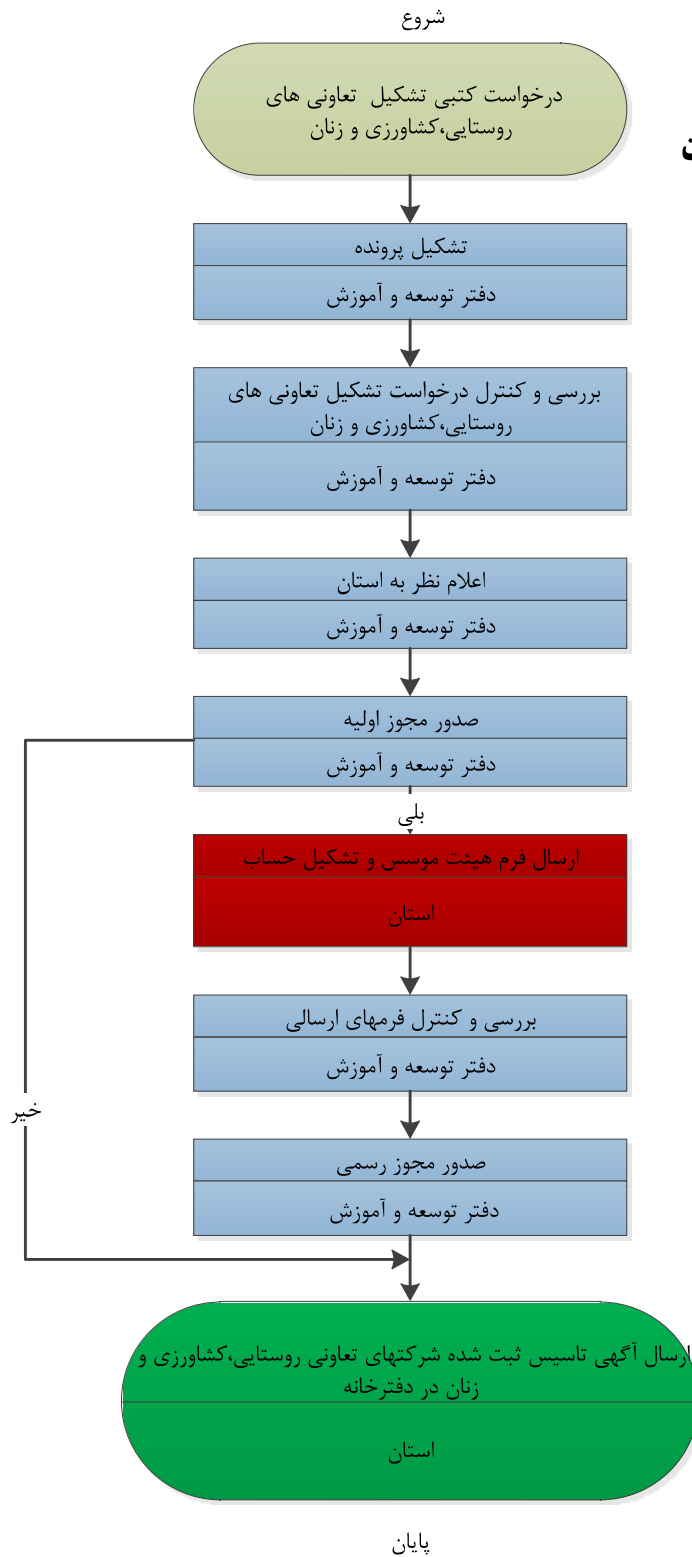 شروع
درخواست کتبی تشکیل تعاونی های
روستایی،کشاورزی و زنان
تشکیل پرونده
دفتر توسعه و آموزش
بررسی و کنترل درخواست تشکیل تعاونی های
روستایی،کشاورزی و زنان
دفتر توسعه و آموزش
اعلام نظر به استان
دفتر توسعه و آموزش
صدور مجوز اولیه
دفتر توسعه و آموزش
بلی
ارسال فرم هیئت موسس و تشکیل حساب
استان
بررسی و کنترل فرمهای ارسالی
دفتر توسعه و آموزش
خیر
صدور مجوز رسمی
دفتر توسعه و آموزش
ارسال آگهی تاسیس ثبت شده شرکتهای تعاونی روستایی،کشاورزی و
زنان در دفترخانه
استان
پایان